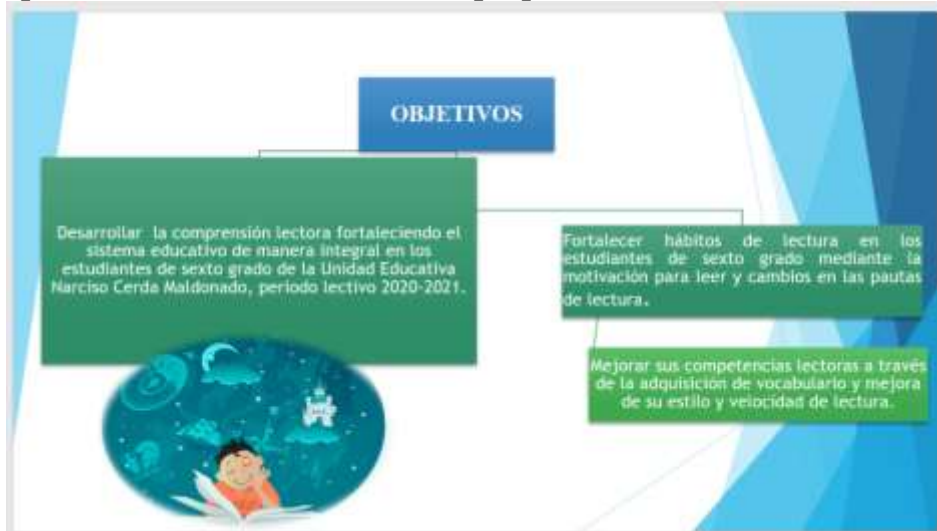 OBJETIVOS
Desarrollar la comprensión lectora fortaleciendo el
sistema educativo de manera integral en los
estudiantes de sexto grado de la Unidad Educativa
Narciso Cerda Maldonado, periodo lectivo 2020-2021.
Fortalecer hábitos de lectura en los
estudiantes de sexto grado mediante la
motivación para leer y cambios en las pautas
de lectura.
Mejorar sus competencias lectoras a través
de la adquisición de vocabulario y mejora
de su estilo y velocidad de lectura.